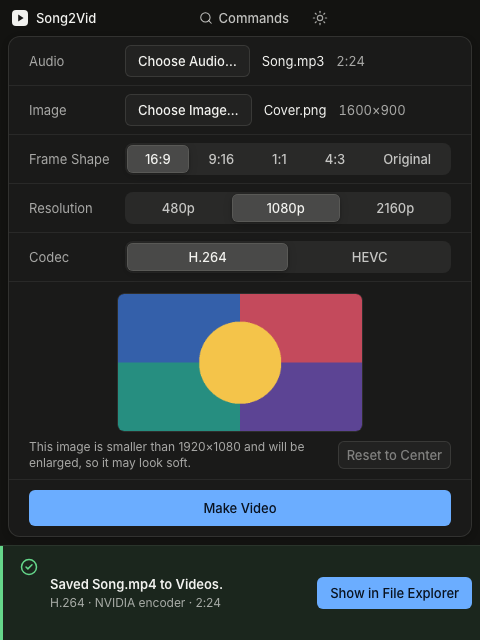 Song2Vid
Commands
Audio
Choose Audio...
Song.mp3
2:24
Image
Choose Image...
Cover.png
1600×900
Frame Shape
16:9
9:16
1:1
4:3
Original
Resolution
480p
1080p
2160p
Codec
H.264
HEVC
This image is smaller than 1920×1080 and will be
enlarged, so it may look soft.
Reset to Center
Make Video
Saved Song.mp4 to Videos.
H.264 · NVIDIA encoder · 2:24
Show in File Explorer